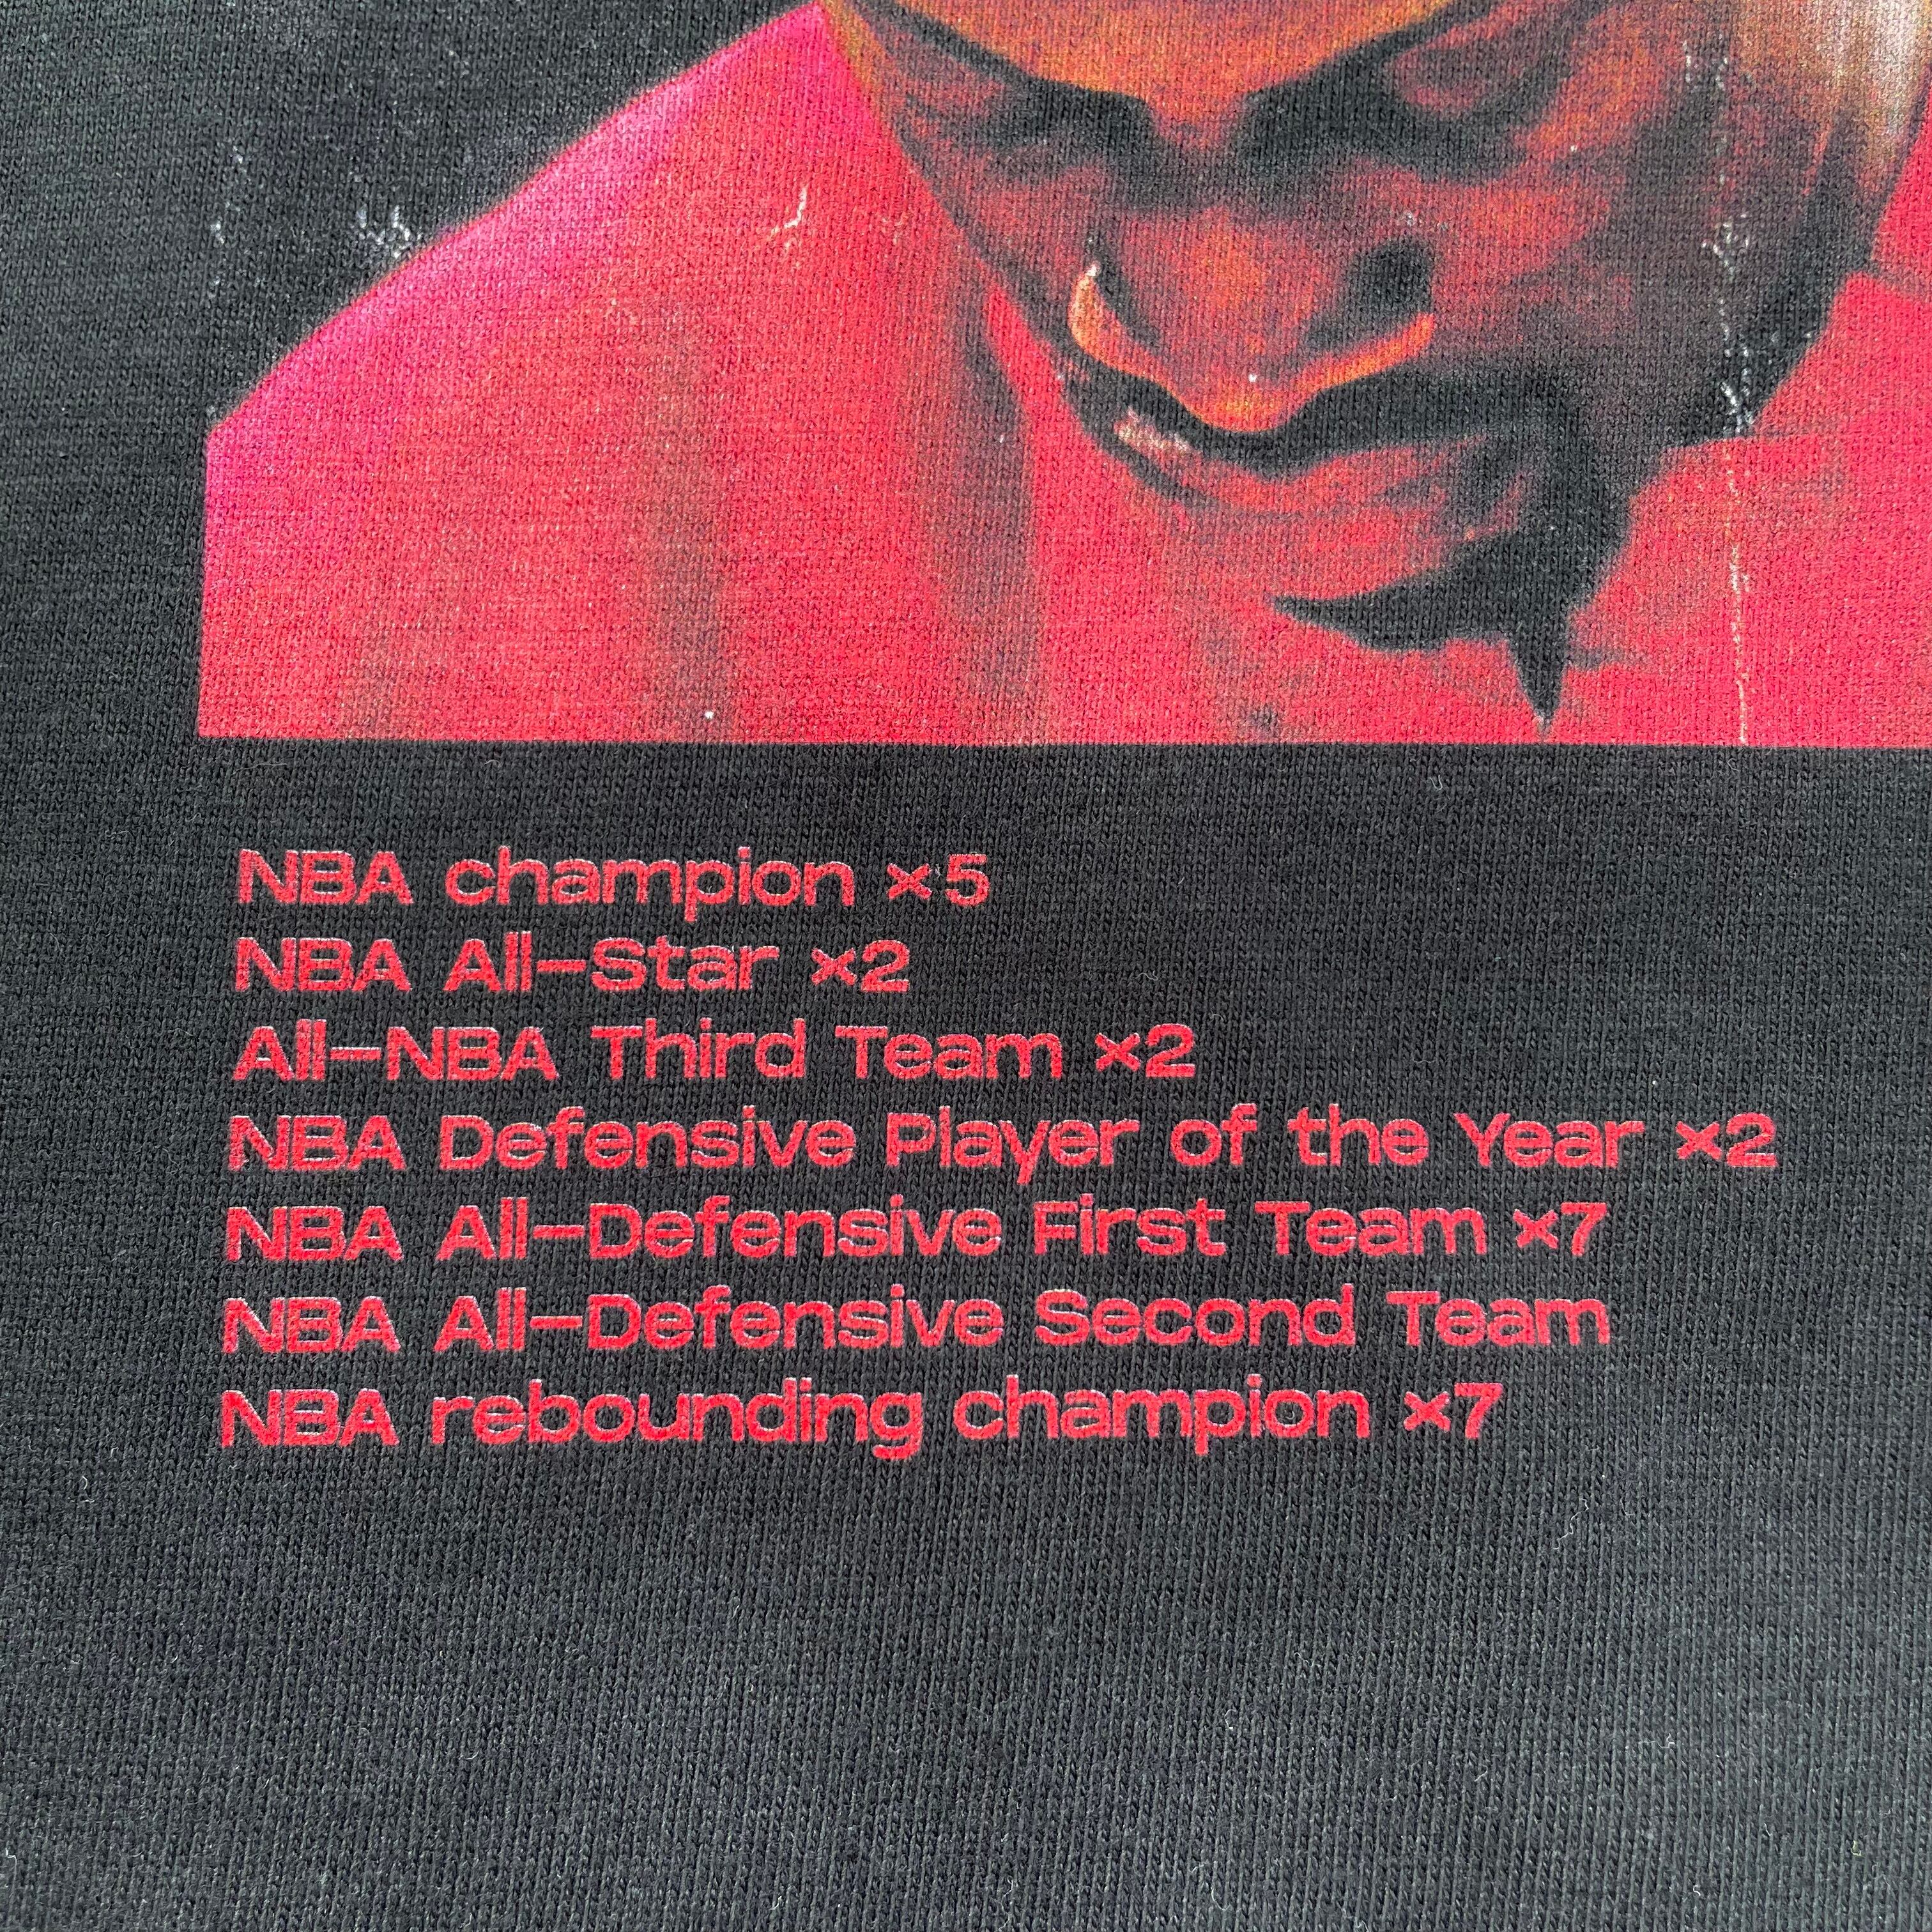 NBA champion ×5
NBA All-Star ×2
All-NBA Third Team ×2
NBA Defensive Player of the Year ×2
NBA All-Defensive First Team ×7
NBA All-Defensive Second Team
NBA rebounding champion ×7